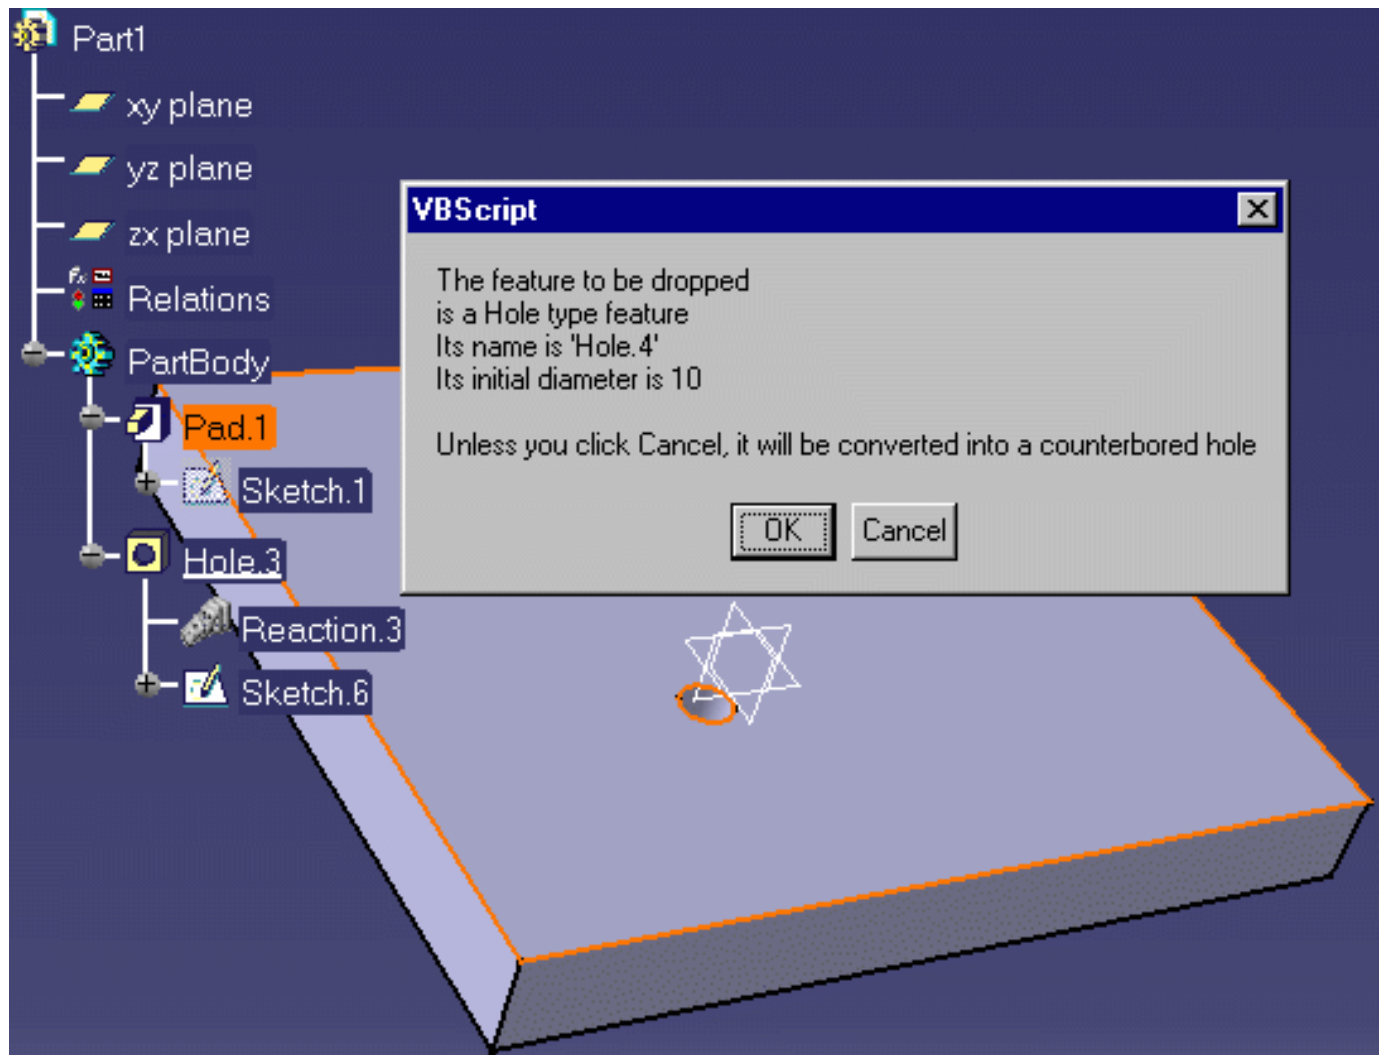 Part1
xy plane
yz plane
zx plane
Relations
PartBody
Pad.1
Sketch.1
Hole.3
Reaction.3
Sketch.6
VBScript
The feature to be dropped
is a Hole type feature
Its name is 'Hole.4'
Its initial diameter is 10
Unless you click Cancel, it will be converted into a counterbored hole
OK
Cancel